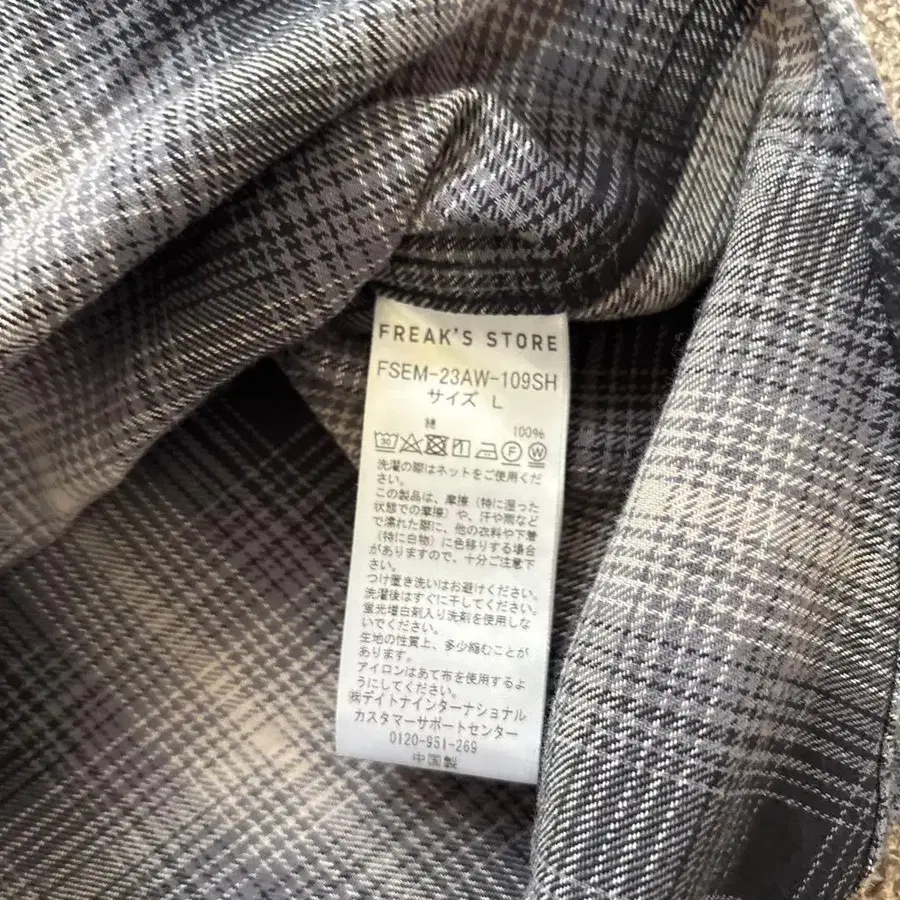 FREAK'S STORE
FSEM-23AW-109SH
サイズ L
綿 100%
30 F W
洗濯の際はネットをご使用くだ
さい。
この製品は、摩擦（特に湿った
状態での摩擦）や、汗や雨など
で濡れた際に、他の衣料や下着
（特に白物）に色移りする場合
がありますので、十分ご注意下
さい。
つけ置き洗いはお避けください。
洗濯後はすぐに干してください。
蛍光増白剤入り洗剤を使用しな
いでください。
生地の性質上、多少縮むことが
あります。
アイロンはあて布を使用するよ
うにしてください。
㈱デイトナインターナショナル
カスタマーサポートセンター
0120-951-269
中国製